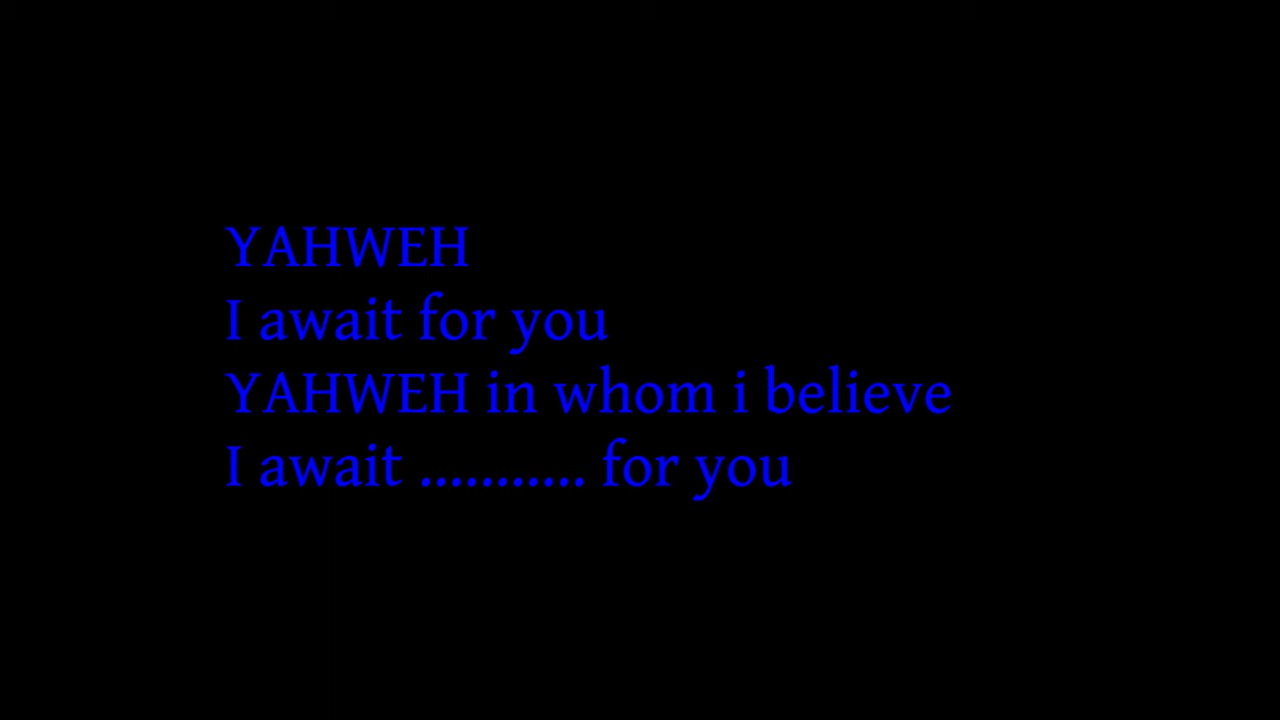 YAHWEH
I await for you
YAHWEH in whom i believe
I await ........... for you